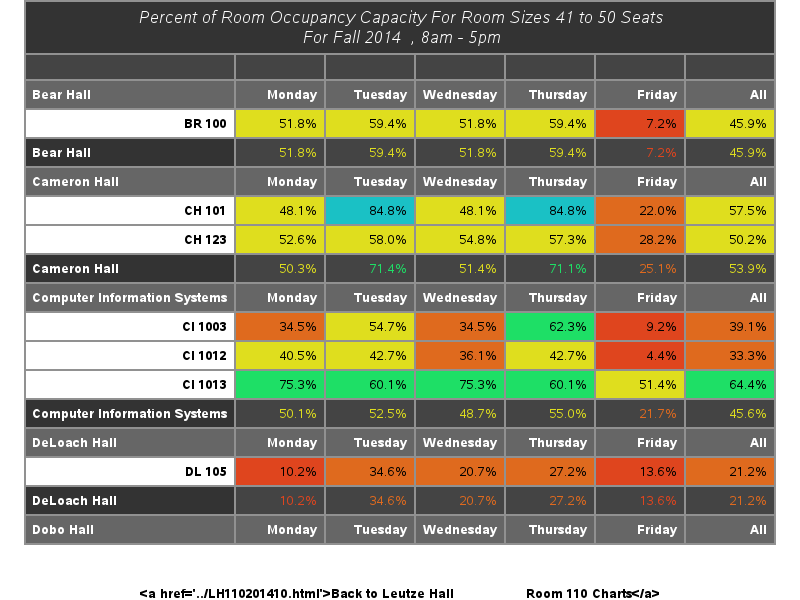 Percent of Room Occupancy Capacity For Room Sizes 41 to 50 Seats
For Fall 2014 , 8am - 5pm
Bear Hall Monday Tuesday Wednesday Thursday Friday All
BR 100 51.8% 59.4% 51.8% 59.4% 7.2% 45.9%
Bear Hall 51.8% 59.4% 51.8% 59.4% 7.2% 45.9%
Cameron Hall Monday Tuesday Wednesday Thursday Friday All
CH 101 48.1% 84.8% 48.1% 84.8% 22.0% 57.5%
CH 123 52.6% 58.0% 54.8% 57.3% 28.2% 50.2%
Cameron Hall 50.3% 71.4% 51.4% 71.1% 25.1% 53.9%
Computer Information Systems Monday Tuesday Wednesday Thursday Friday All
CI 1003 34.5% 54.7% 34.5% 62.3% 9.2% 39.1%
CI 1012 40.5% 42.7% 36.1% 42.7% 4.4% 33.3%
CI 1013 75.3% 60.1% 75.3% 60.1% 51.4% 64.4%
Computer Information Systems 50.1% 52.5% 48.7% 55.0% 21.7% 45.6%
DeLoach Hall Monday Tuesday Wednesday Thursday Friday All
DL 105 10.2% 34.6% 20.7% 27.2% 13.6% 21.2%
DeLoach Hall 10.2% 34.6% 20.7% 27.2% 13.6% 21.2%
Dobo Hall Monday Tuesday Wednesday Thursday Friday All
<a href='../LH110201410.html'>Back to Leutze Hall Room 110 Charts</a>